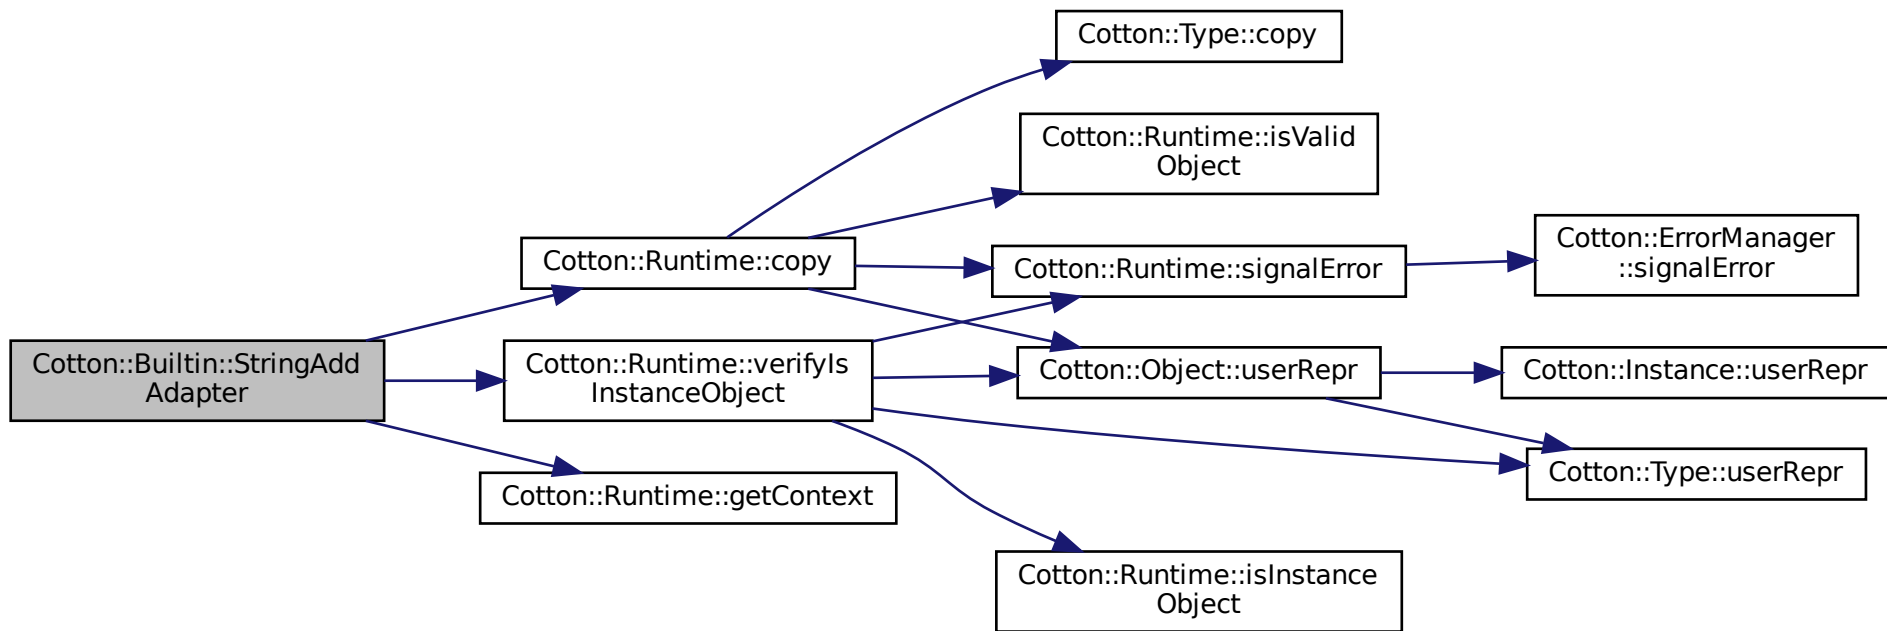 Cotton::Type::copy
Cotton::Runtime::isValid
Object
Cotton::ErrorManager
::signalError
Cotton::Runtime::copy
Cotton::Runtime::signalError
Cotton::Builtin::StringAdd
Adapter
Cotton::Runtime::verifyIs
InstanceObject
Cotton::Object::userRepr
Cotton::Instance::userRepr
Cotton::Type::userRepr
Cotton::Runtime::getContext
Cotton::Runtime::isInstance
Object